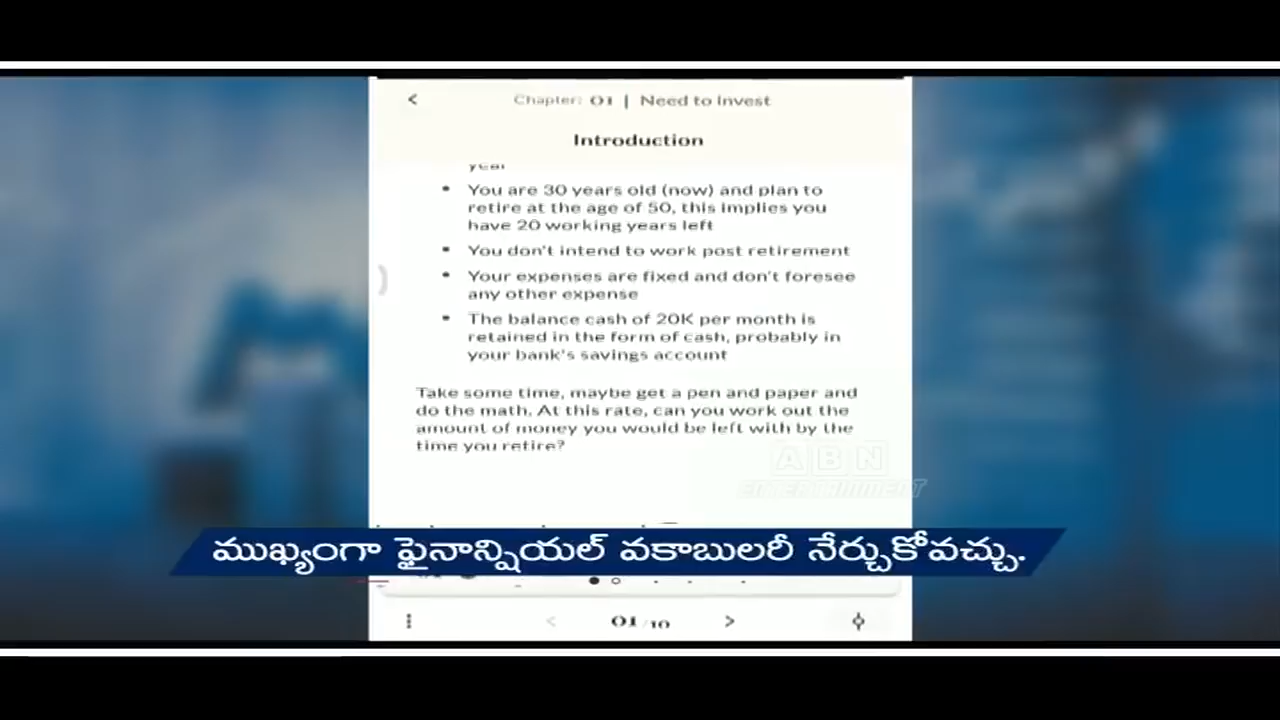 Chapter: 01 | Need to Invest
Introduction
year
• You are 30 years old (now) and plan to
retire at the age of 50, this implies you
have 20 working years left
• You don't intend to work post retirement
• Your expenses are fixed and don't foresee
any other expense
• The balance cash of 20K per month is
retained in the form of cash, probably in
your bank's savings account
Take some time, maybe get a pen and paper and
do the math. At this rate, can you work out the
amount of money you would be left with by the
time you retire?
ABN
ENTERTAINMENT
ముఖ్యంగా ఫైనాన్షియల్ వకాబులరీ నేర్చుకోవచ్చు.
01/10